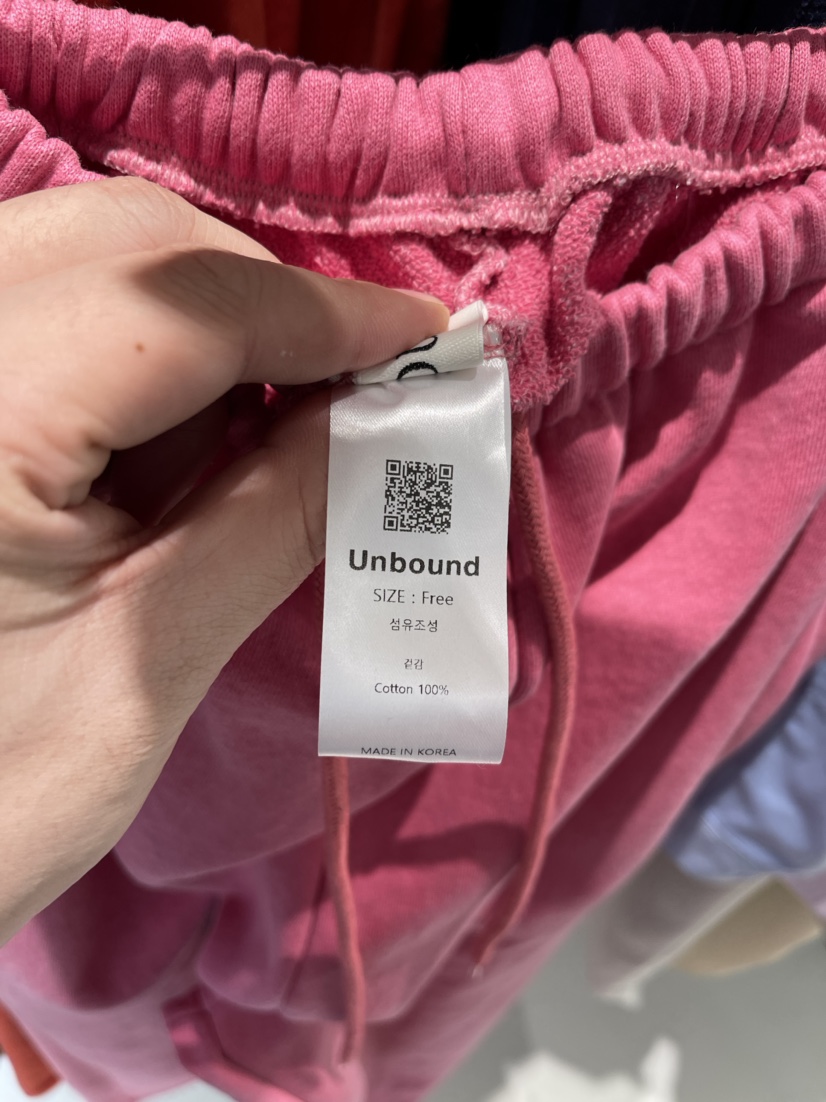 Unbound
SIZE : Free
섬유조성
겉감
Cotton 100%
MADE IN KOREA